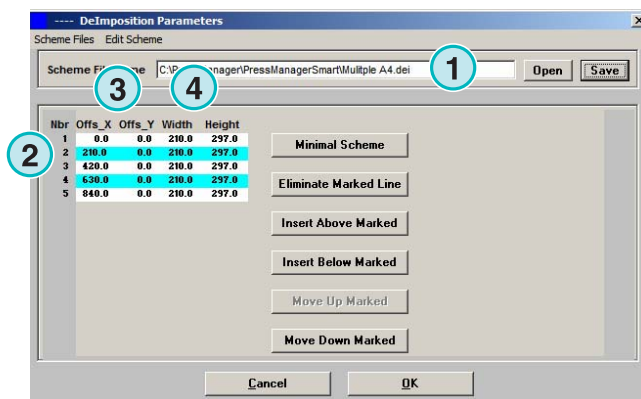 ---- DeImposition Parameters
Scheme Files Edit Scheme
Scheme File C:\P anager\PressManagerSmart\Mulitple A4.dei 1 Open Save
3 4
Nbr Offs_X Offs_Y Width Height
1 0.0 0.0 210.0 297.0
2
2 210.0 0.0 210.0 297.0
3 420.0 0.0 210.0 297.0
4 630.0 0.0 210.0 297.0
5 840.0 0.0 210.0 297.0
Minimal Scheme
Eliminate Marked Line
Insert Above Marked
Insert Below Marked
Move Up Marked
Move Down Marked
Cancel OK